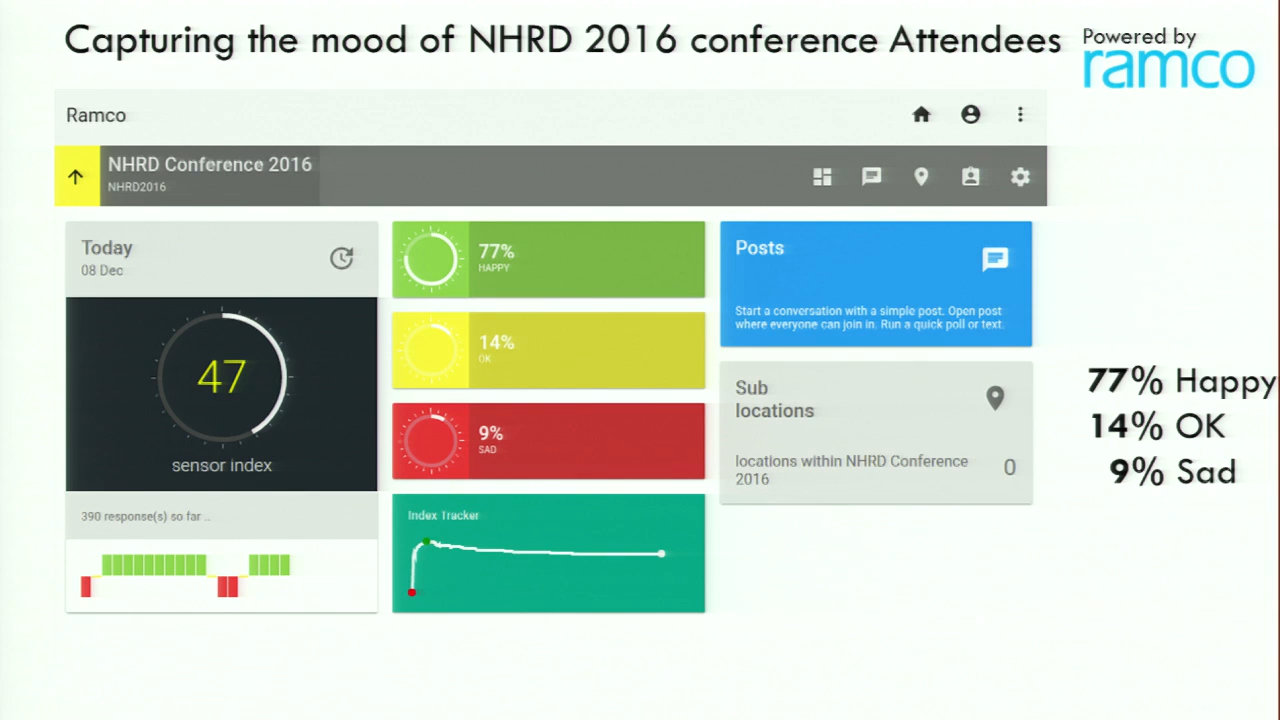 Capturing the mood of NHRD 2016 conference Attendees
Powered by
ramco
Ramco
NHRD Conference 2016
NHRD2016
Today
08 Dec
47
sensor index
390 response(s) so far ..
77%
HAPPY
14%
OK
9%
SAD
Index Tracker
Posts
Start a conversation with a simple post. Open post
where everyone can join in. Run a quick poll or text.
Sub
locations
locations within NHRD Conference
2016
0
77% Happy
14% OK
9% Sad